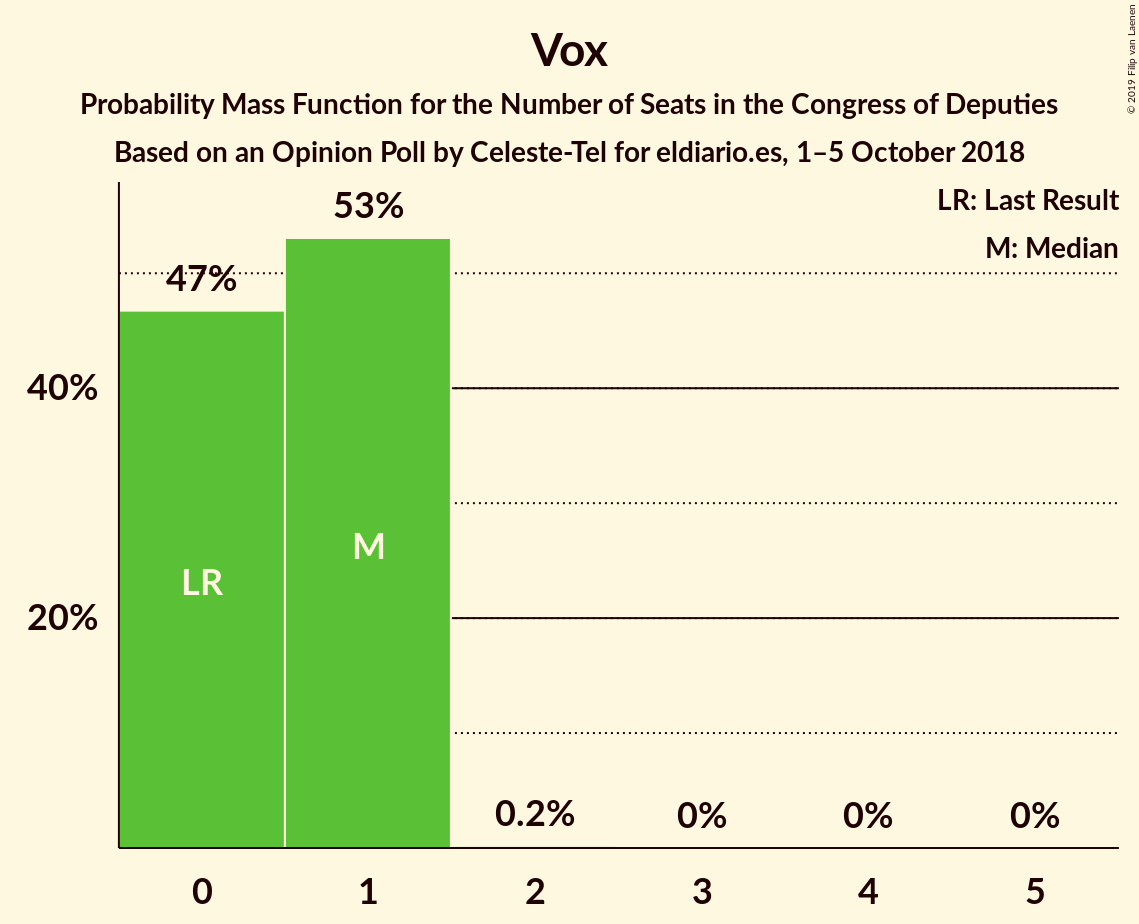 Vox
Probability Mass Function for the Number of Seats in the Congress of Deputies
Based on an Opinion Poll by Celeste-Tel for eldiario.es, 1–5 October 2018
© 2019 Filip van Laenen
LR: Last Result
M: Median
53%
47%
40%
20%
M
LR
0.2%
0%
0%
0%
0
1
2
3
4
5